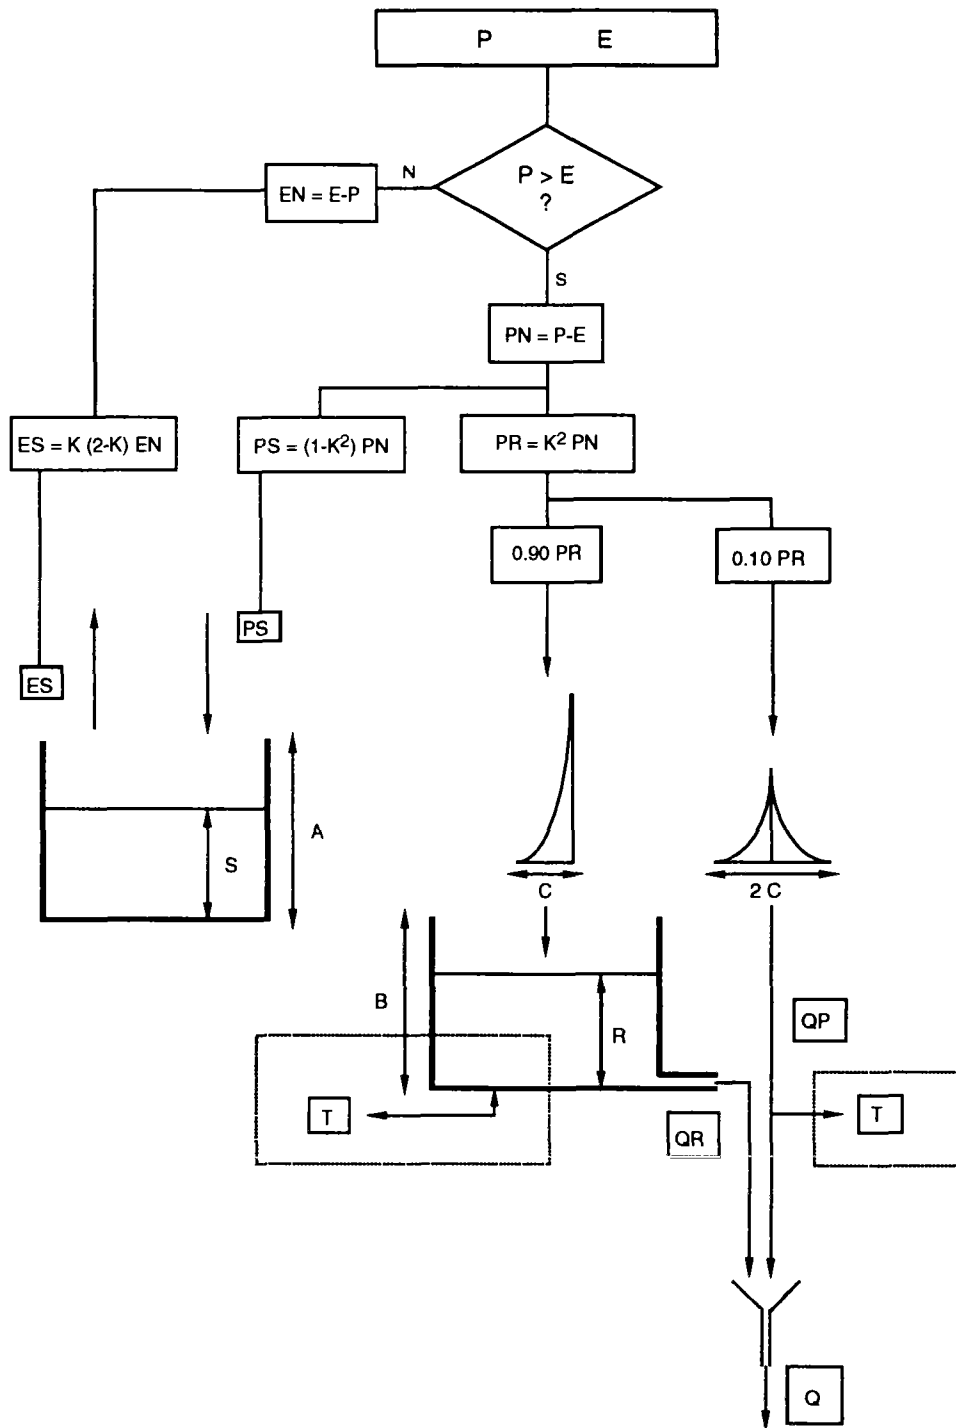 P E
P > E
?
N
EN = E-P
S
PN = P-E
ES = K (2-K) EN
PS = (1-K²) PN
PR = K² PN
0.90 PR
0.10 PR
PS
ES
A
S
C
2 C
B
R
QP
T
QR
T
Q